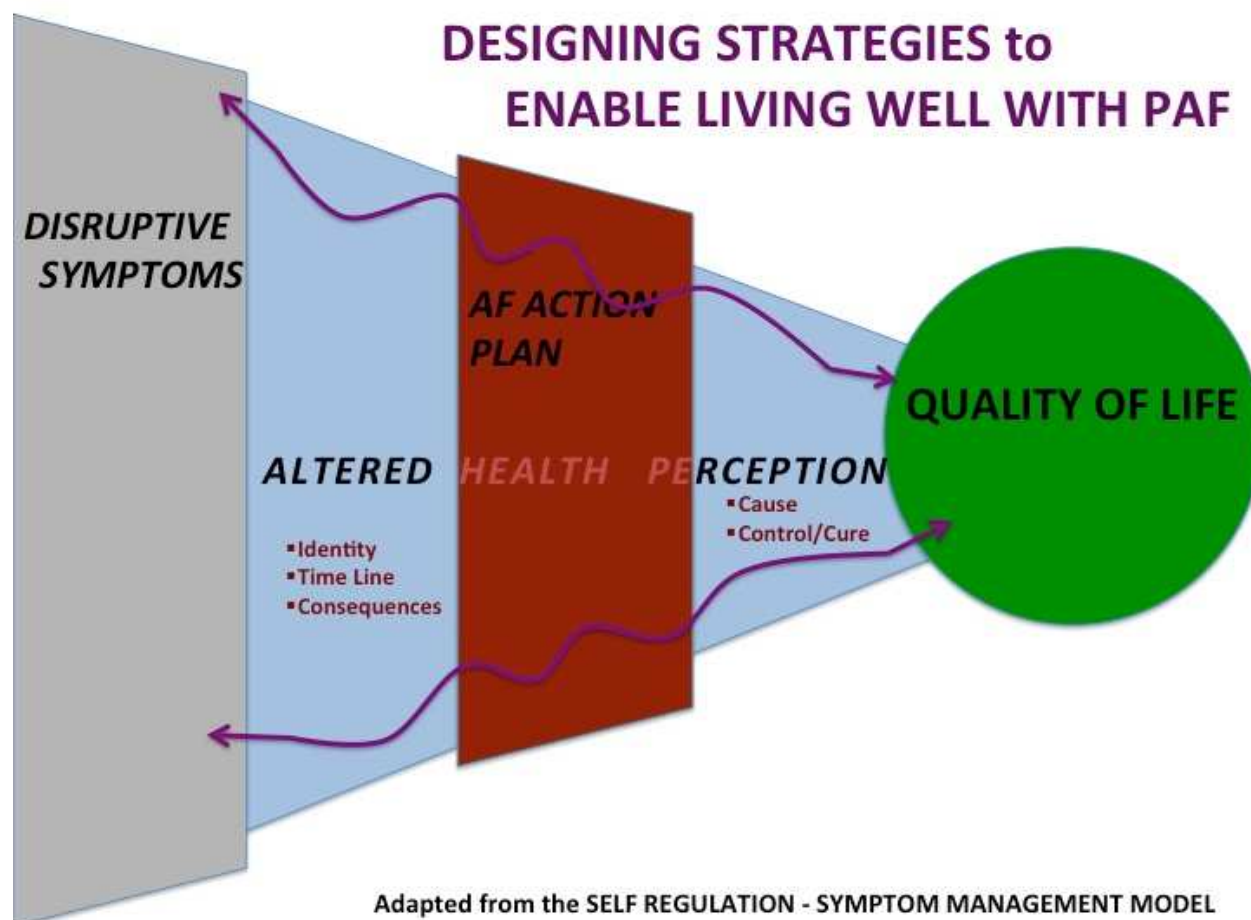 DESIGNING STRATEGIES to
ENABLE LIVING WELL WITH PAF
DISRUPTIVE
SYMPTOMS
AF ACTION
PLAN
QUALITY OF LIFE
ALTERED HEALTH PERCEPTION
▪Identity
▪Time Line
▪Consequences
▪Cause
▪Control/Cure
Adapted from the SELF REGULATION - SYMPTOM MANAGEMENT MODEL